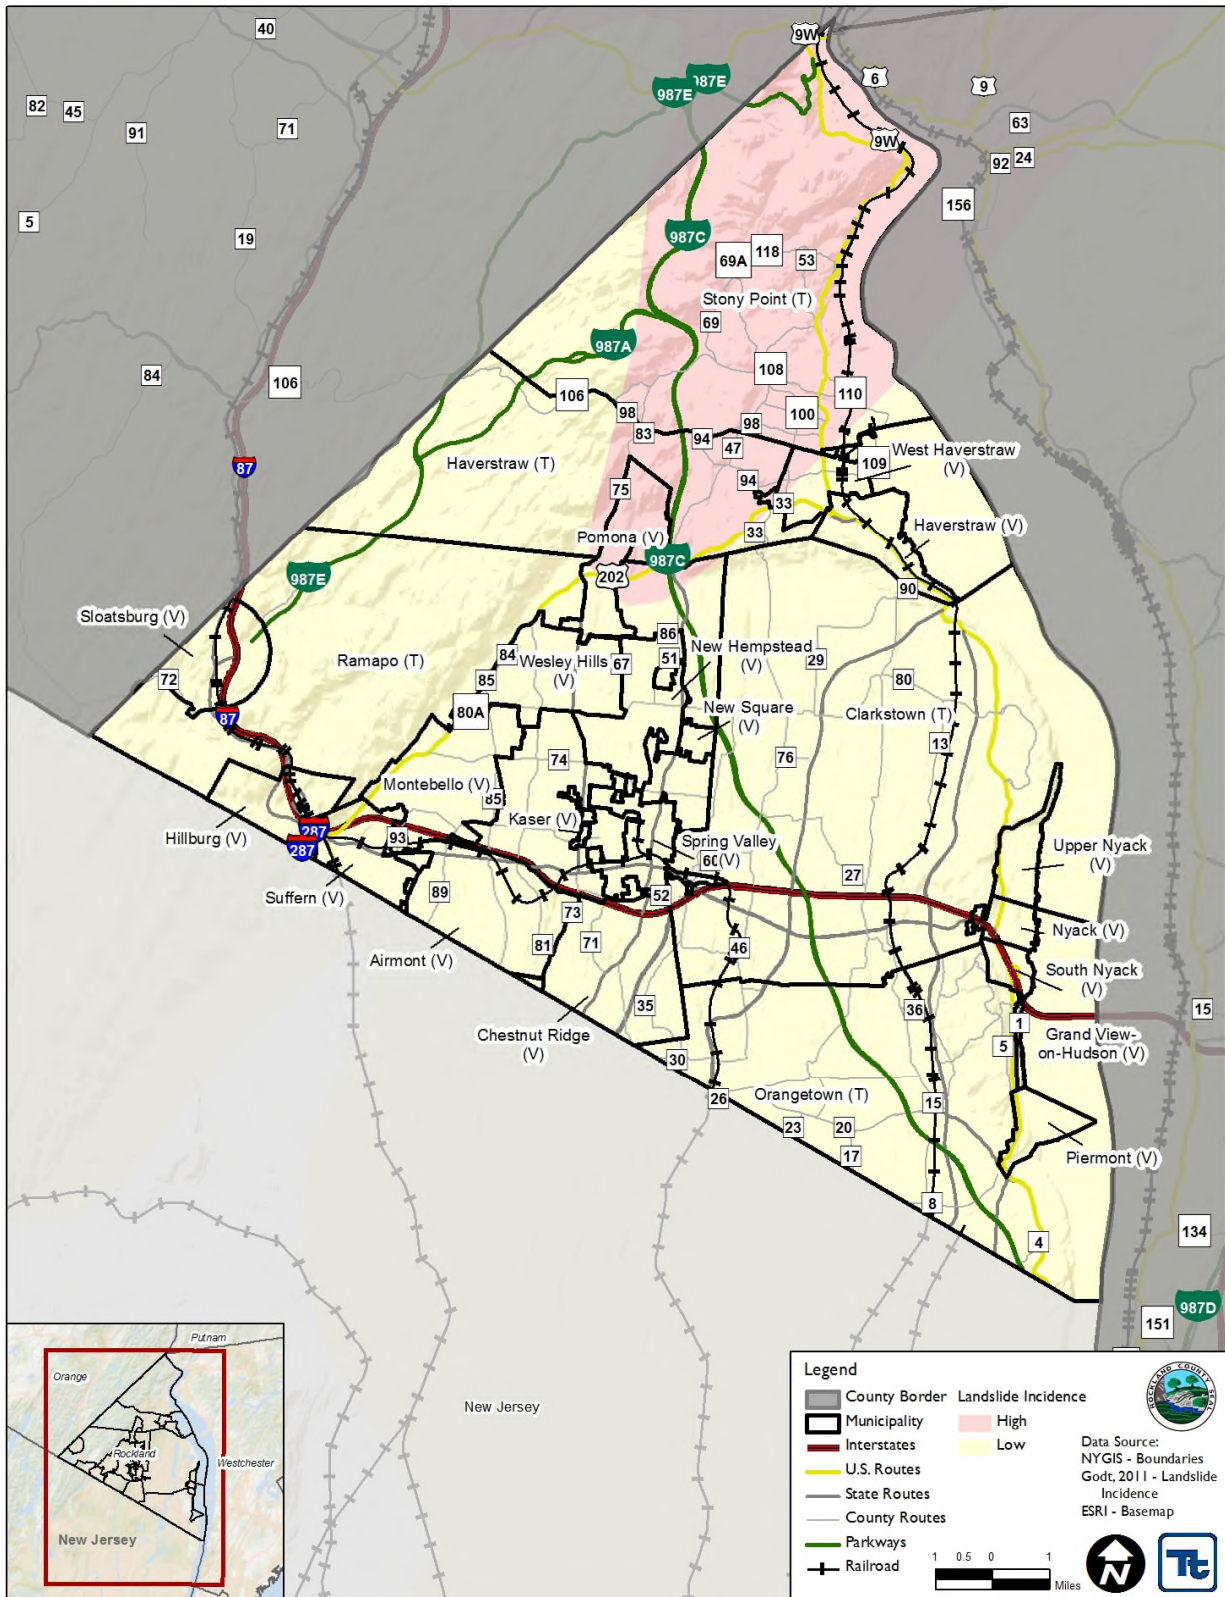 40
9W
987E
987E
6
9
82
45
91
71
63
9W
92
24
156
5
19
987C
118
69A
53
Stony Point (T)
69
987A
84
106
108
106
110
98
100
98
83
94
47
West Haverstraw
(V)
Haverstraw (T)
109
87
75
94
33
Haverstraw (V)
33
Pomona (V)
987C
202
987E
90
Sloatsburg (V)
86
New Hempstead
(V)
84
Wesley Hills
(V)
67
51
29
Ramapo (T)
72
85
80
80A
New Square
(V)
Clarkstown (T)
87
13
74
76
Montebello (V)
85
Kaser (V)
Hillburg (V)
287
93
Spring Valley
(V)
60
Upper Nyack
(V)
287
27
Suffern (V)
89
52
73
Nyack (V)
81
71
46
Airmont (V)
South Nyack
(V)
35
36
15
1
Chestnut Ridge
(V)
5
Grand View-
on-Hudson (V)
30
26
Orangetown (T)
15
23
20
17
Piermont (V)
8
4
134
987D
151
New Jersey
Putnam
Orange
Rockland
Westchester
New Jersey
Legend
County Border
Municipality
Interstates
U.S. Routes
State Routes
County Routes
Parkways
Railroad
Landslide Incidence
High
Low
ROCKLAND COUNTY SEAL
Data Source:
NYGIS - Boundaries
Godt, 2011 - Landslide
Incidence
ESRI - Basemap
1 0.5 0 1
Miles
N
Tt